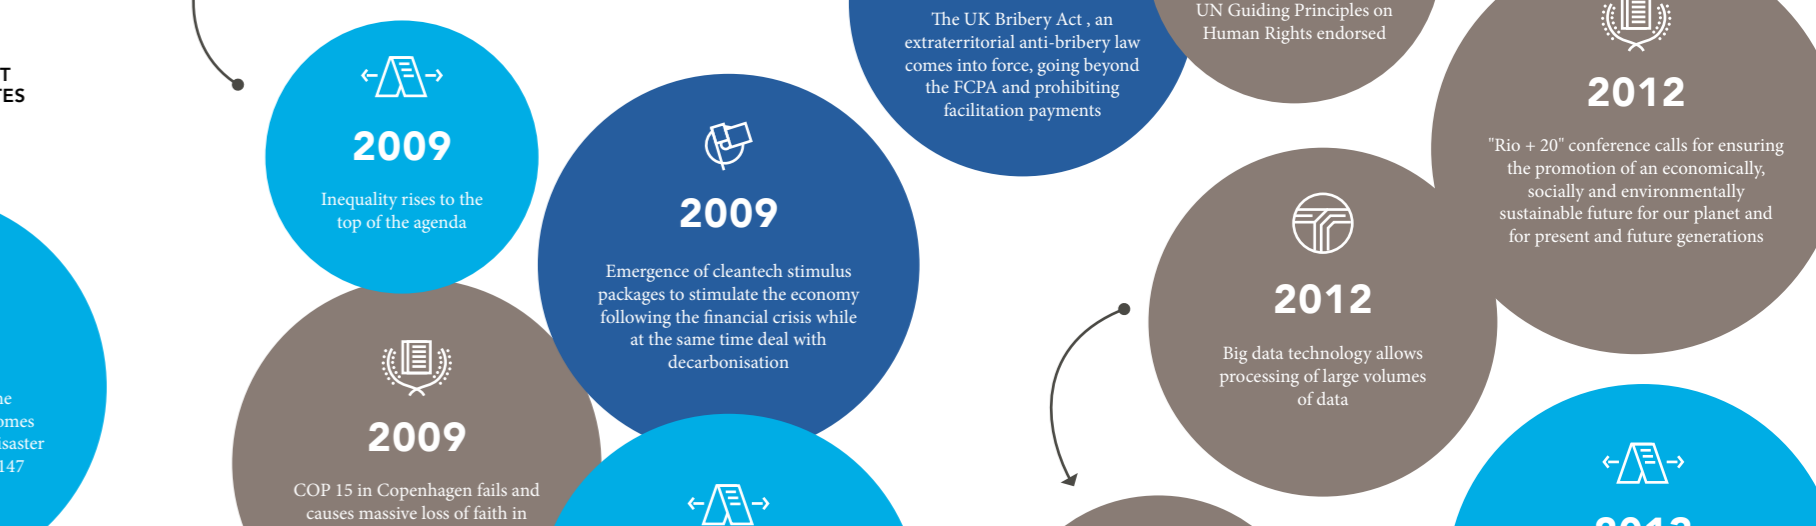 2009
Inequality rises to the
top of the agenda
2009
Emergence of cleantech stimulus
packages to stimulate the economy
following the financial crisis while
at the same time deal with
decarbonisation
2009
COP 15 in Copenhagen fails and
causes massive loss of faith in
147
The UK Bribery Act , an
extraterritorial anti-bribery law
comes into force, going beyond
the FCPA and prohibiting
facilitation payments
UN Guiding Principles on
Human Rights endorsed
2012
"Rio + 20" conference calls for ensuring
the promotion of an economically,
socially and environmentally
sustainable future for our planet and
for present and future generations
2012
Big data technology allows
processing of large volumes
of data